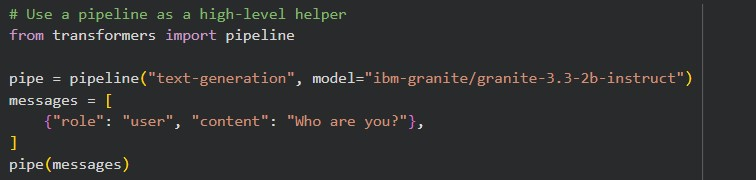 # Use a pipeline as a high-level helper
from transformers import pipeline

pipe = pipeline("text-generation", model="ibm-granite/granite-3.3-2b-instruct")
messages = [
    {"role": "user", "content": "Who are you?"},
]
pipe(messages)